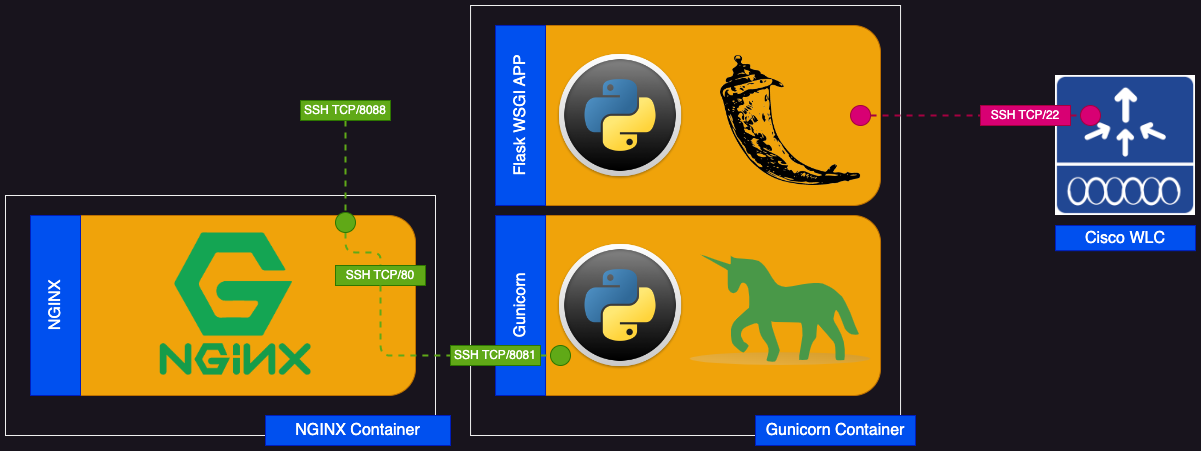 Flask WSGI APP
SSH TCP/8088
SSH TCP/22
Cisco WLC
NGINX
NGiNX
SSH TCP/80
Gunicorn
SSH TCP/8081
NGINX Container
Gunicorn Container